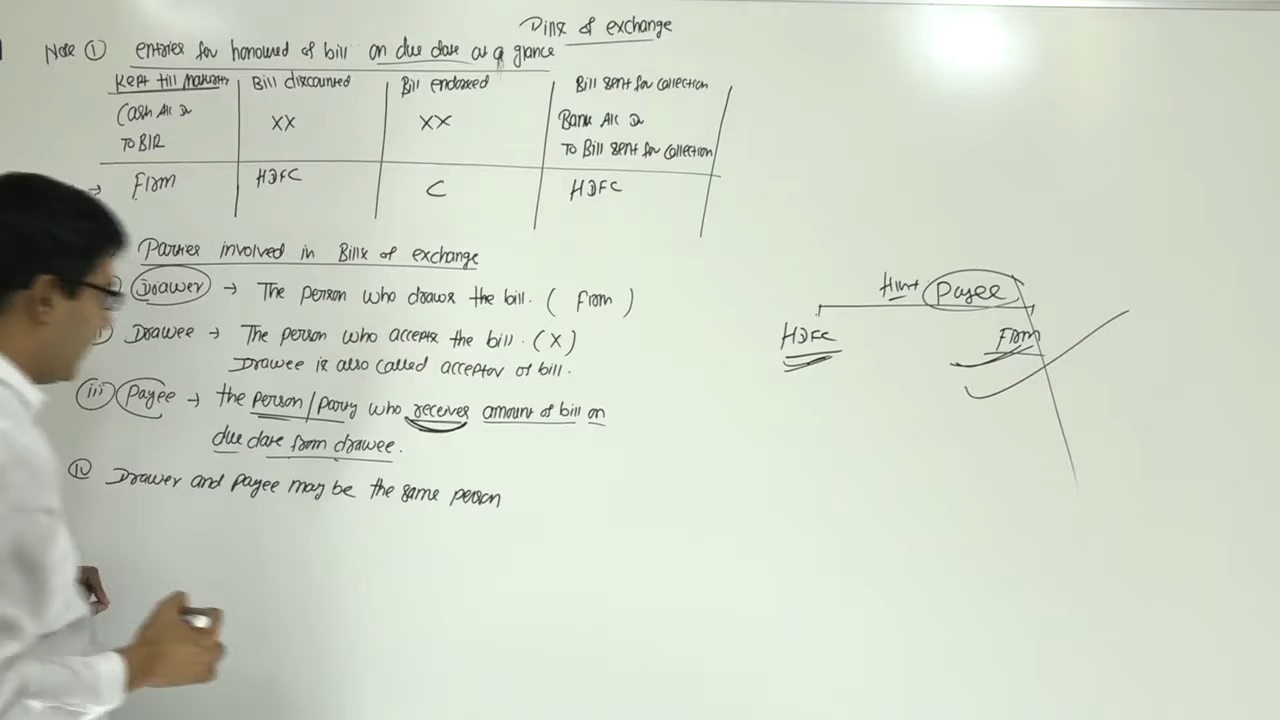 Bills of exchange
Note ① entries for honoured of bill on due date at a glance
Kept till maturity Bill discounted Bill endorsed Bill sent for collection
Cash A/c Dr XX XX Bank A/c Dr
To B/R To Bill sent for collection
→ Firm HDFC C HDFC
Parties involved in Bills of exchange
Drawer → The person who draws the bill. ( Firm )
Drawee → The person who accepts the bill. (X)
Drawee is also called acceptor of bill.
iii) Payee → the person/party who receives amount of bill on
due date from drawee.
iv) Drawer and payee may be the same person
Hint Payee
HDFC Firm